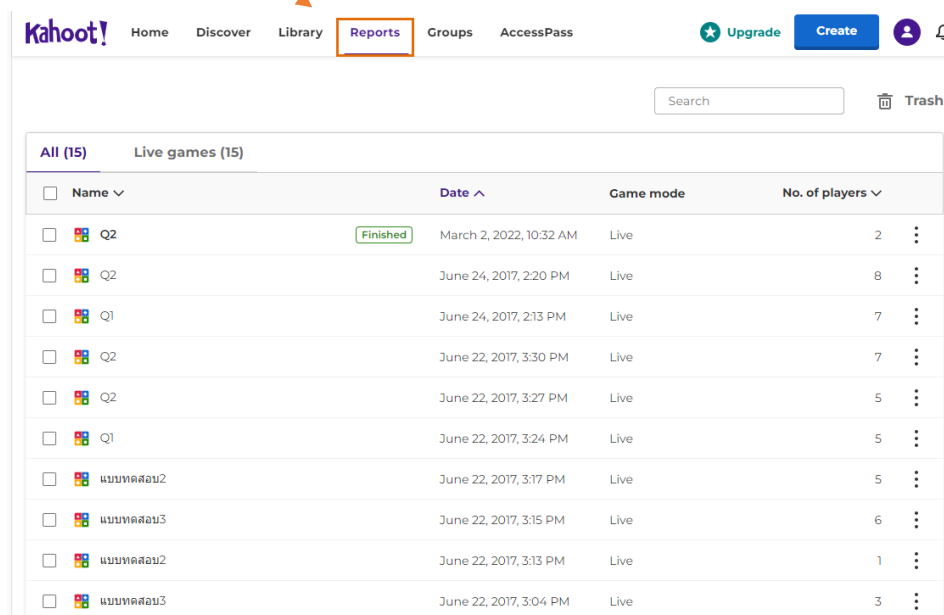 Kahoot! Home Discover Library Reports Groups AccessPass Upgrade Create
Search Trash
All (15) Live games (15)
Name Date Game mode No. of players
Q2 Finished March 2, 2022, 10:32 AM Live 2
Q2 June 24, 2017, 2:20 PM Live 8
Q1 June 24, 2017, 2:13 PM Live 7
Q2 June 22, 2017, 3:30 PM Live 7
Q2 June 22, 2017, 3:27 PM Live 5
Q1 June 22, 2017, 3:24 PM Live 5
แบบทดสอบ2 June 22, 2017, 3:17 PM Live 5
แบบทดสอบ3 June 22, 2017, 3:15 PM Live 6
แบบทดสอบ2 June 22, 2017, 3:13 PM Live 1
แบบทดสอบ3 June 22, 2017, 3:04 PM Live 3